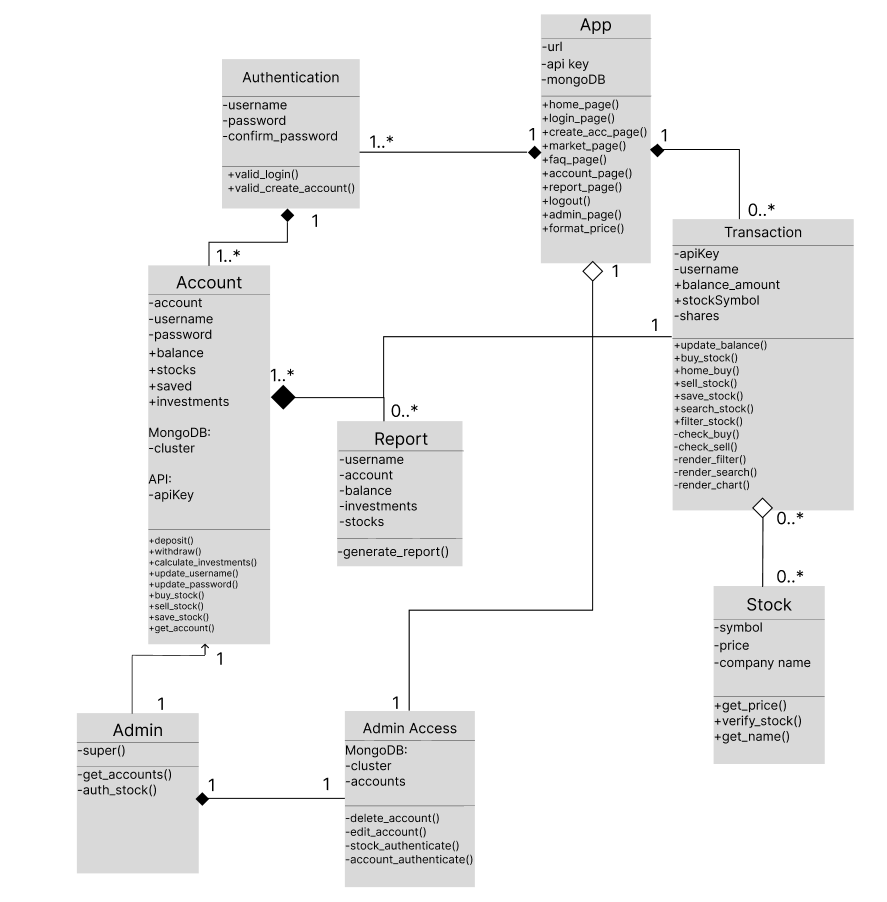 App
-url
-api key
-mongoDB
+home_page()
+login_page()
+create_acc_page()
+market_page()
+faq_page()
+account_page()
+report_page()
+logout()
+admin_page()
+format_price()
Authentication
-username
-password
-confirm_password
+valid_login()
+valid_create_account()
1..*
1
1
0..*
1
1..*
1
Transaction
-apiKey
-username
+balance_amount
+stockSymbol
-shares
+update_balance()
+buy_stock()
+home_buy()
+sell_stock()
+save_stock()
+search_stock()
+filter_stock()
-check_buy()
-check_sell()
-render_filter()
-render_search()
-render_chart()
Account
-account
-username
-password
+balance
+stocks
+saved
+investments
MongoDB:
-cluster
API:
-apiKey
+deposit()
+withdraw()
+calculate_investments()
+update_username()
+update_password()
+buy_stock()
+sell_stock()
+save_stock()
+get_account()
1
1..*
0..*
Report
-username
-account
-balance
-investments
-stocks
-generate_report()
0..*
0..*
Stock
-symbol
-price
-company name
+get_price()
+verify_stock()
+get_name()
1
1
1
Admin
-super()
-get_accounts()
-auth_stock()
1
1
Admin Access
MongoDB:
-cluster
-accounts
-delete_account()
-edit_account()
-stock_authenticate()
-account_authenticate()